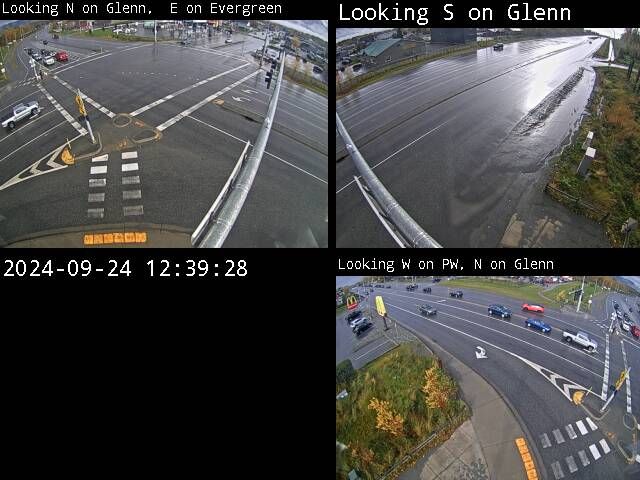 Looking N on Glenn,  E on Evergreen
Looking S on Glenn
2024-09-24 12:39:28
Looking W on PW, N on Glenn